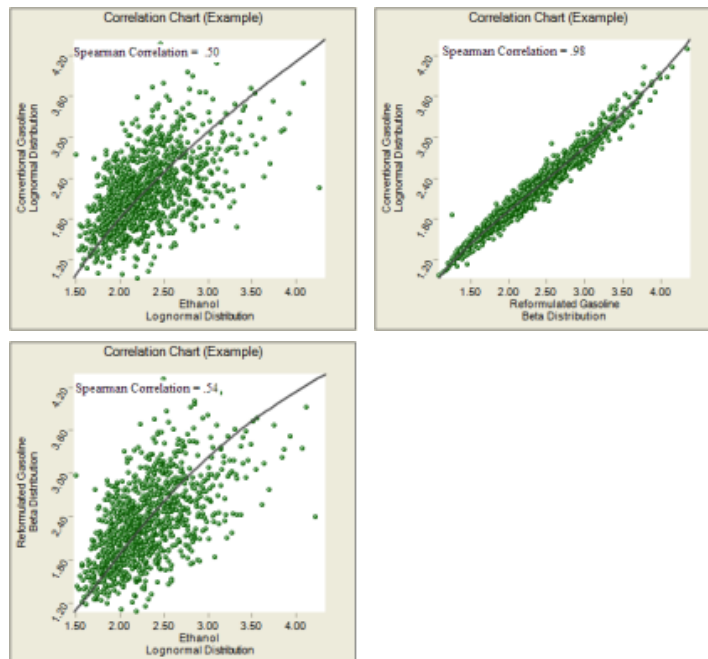 Correlation Chart (Example)
Spearman Correlation = .50
4.20
3.60
3.00
2.40
1.80
1.20
Conventional Gasoline
Lognormal Distribution
1.50 2.00 2.50 3.00 3.50 4.00
Ethanol
Lognormal Distribution
Correlation Chart (Example)
Spearman Correlation = .98
4.20
3.60
3.00
2.40
1.80
1.20
Conventional Gasoline
Lognormal Distribution
1.50 2.00 2.50 3.00 3.50 4.00
Reformulated Gasoline
Beta Distribution
Correlation Chart (Example)
Spearman Correlation = .54
4.20
3.60
3.00
2.40
1.80
1.20
Reformulated Gasoline
Beta Distribution
1.50 2.00 2.50 3.00 3.50 4.00
Ethanol
Lognormal Distribution